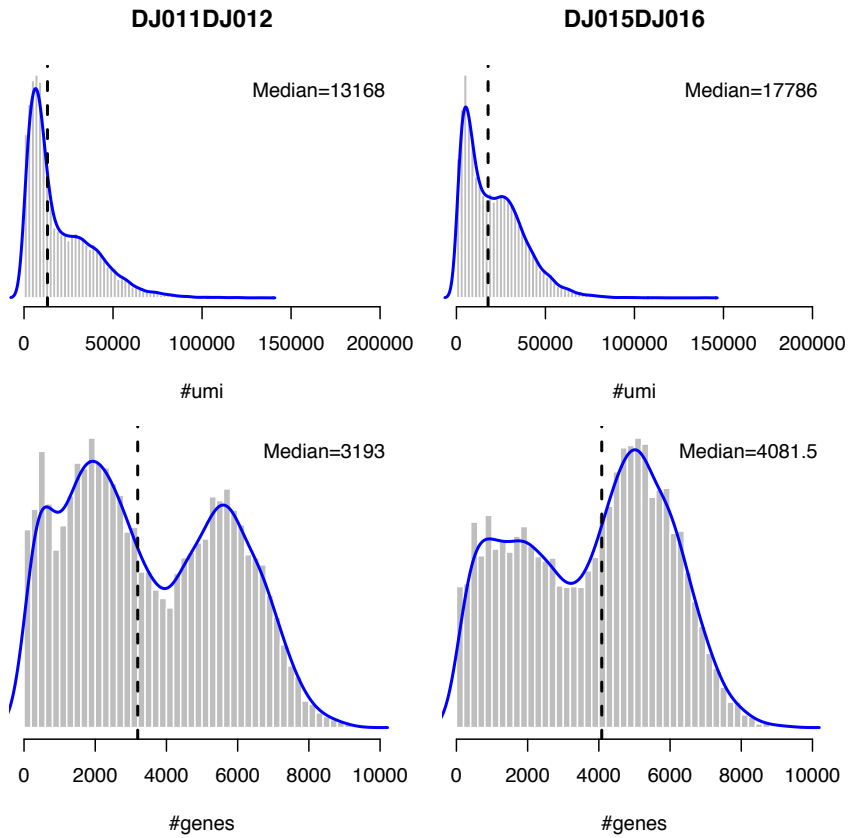 DJ011DJ012
DJ015DJ016
Median=13168
Median=17786
0 50000 100000 150000 200000
0 50000 100000 150000 200000
#umi
#umi
Median=3193
Median=4081.5
0 2000 4000 6000 8000 10000
0 2000 4000 6000 8000 10000
#genes
#genes